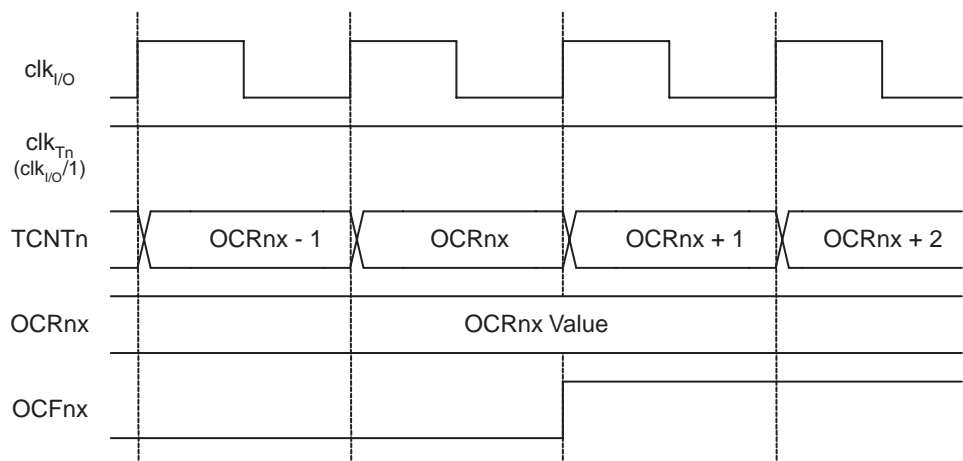 clkI/O
clkTn
(clkI/O/1)
TCNTn OCRnx - 1 OCRnx OCRnx + 1 OCRnx + 2
OCRnx OCRnx Value
OCFnx